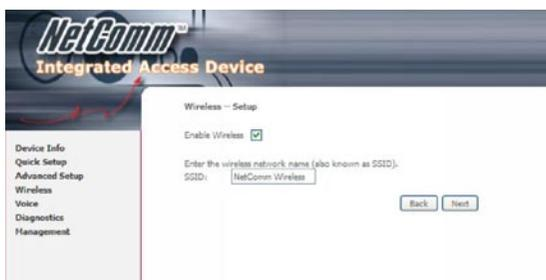 NetComm™
Integrated Access Device
Wireless -- Setup
Enable Wireless
Enter the wireless network name (also known as SSID).
SSID: NetComm Wireless
Back Next
Device Info
Quick Setup
Advanced Setup
Wireless
Voice
Diagnostics
Management